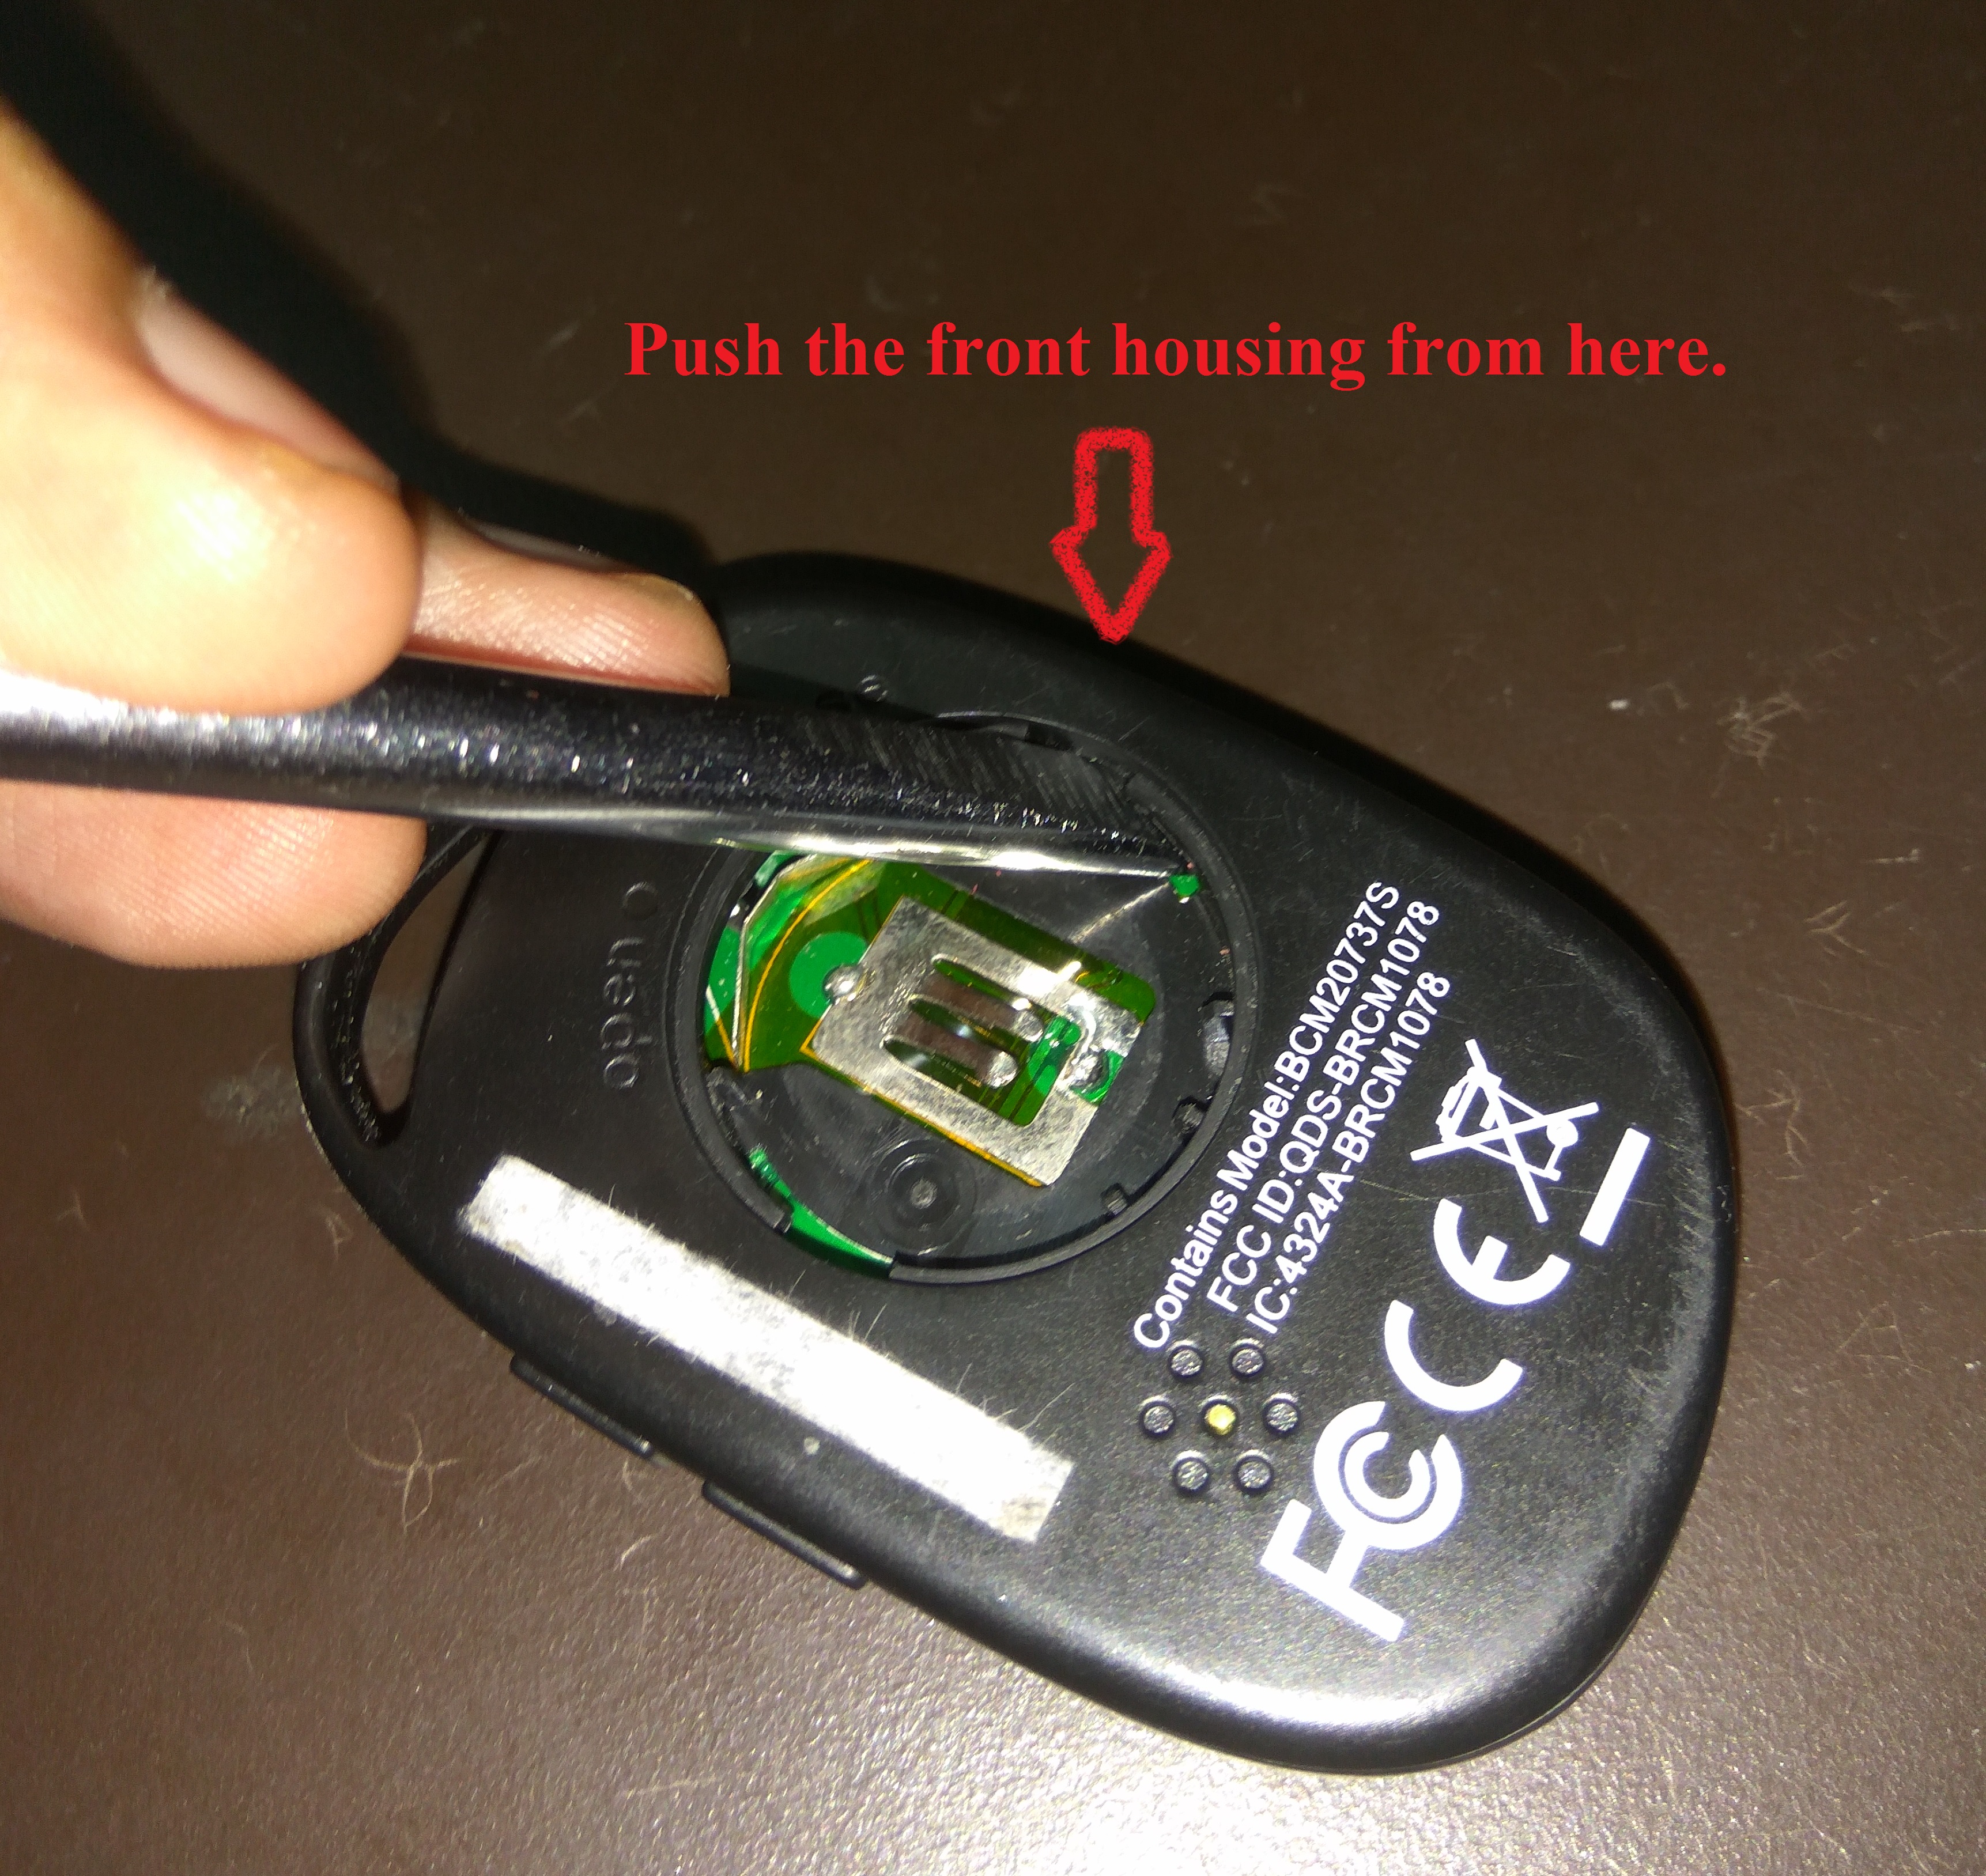 Push the front housing from here.
open
Contains Model:BCM20737S
FCC ID:QDS-BRCM1078
IC:4324A-BRCM1078
CE
FC